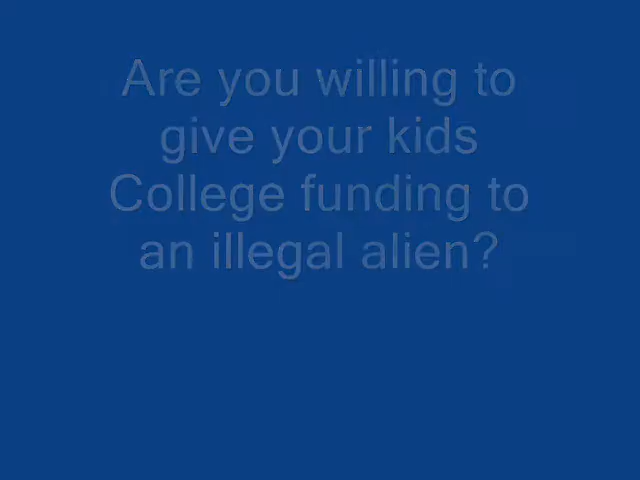 Are you willing to
give your kids
College funding to
an illegal alien?